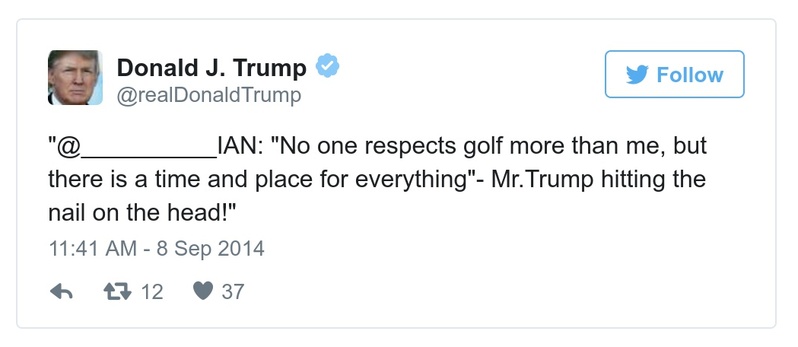 Donald J. Trump
@realDonaldTrump
Follow
"@__________IAN: "No one respects golf more than me, but
there is a time and place for everything"- Mr.Trump hitting the
nail on the head!"
11:41 AM - 8 Sep 2014
12 37